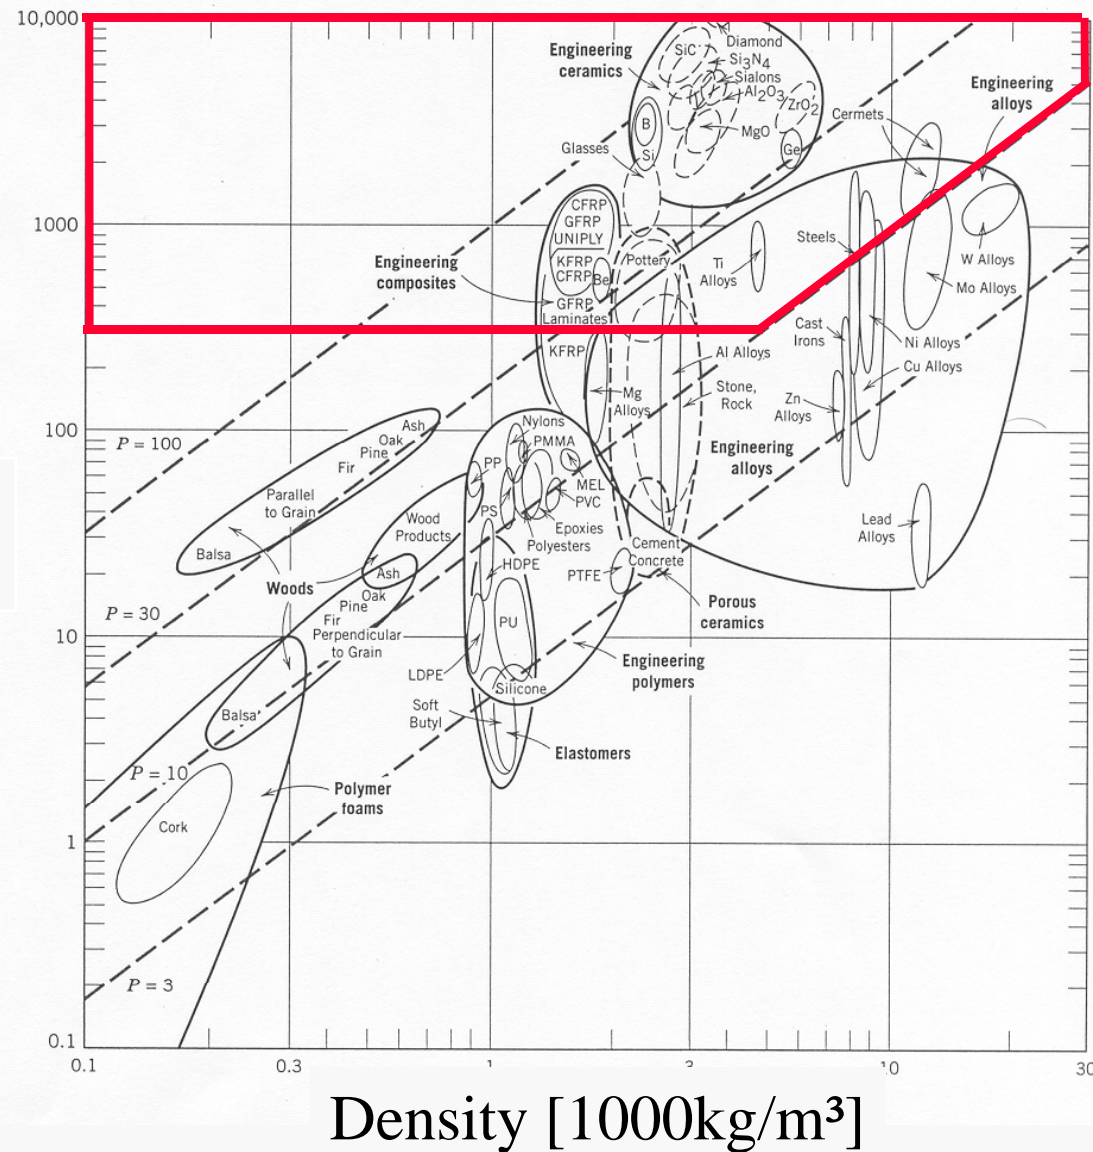 10,000
1000
100
10
1
0.1
Engineering
ceramics
Diamond
SiC
Si3N4
Sialons
Al2O3
ZrO2
MgO
B
Si
Ge
Glasses
Cermets
Engineering
alloys
CFRP
GFRP
UNIPLY
KFRP
CFRP
Be
GFRP
Laminates
KFRP
Engineering
composites
Pottery
Ti
Alloys
Steels
W Alloys
Mo Alloys
Cast
Irons
Ni Alloys
Cu Alloys
Zn
Alloys
Al Alloys
Stone,
Rock
Mg
Alloys
Engineering
alloys
Lead
Alloys
P = 100
Ash
Oak
Pine
Fir
Parallel
to Grain
Balsa
Nylons
PMMA
PP
MEL
PVC
PS
Epoxies
Polyesters
Wood
Products
HDPE
PTFE
Cement
Concrete
Woods
Ash
Oak
Pine
Fir
Perpendicular
to Grain
P = 30
PU
Porous
ceramics
LDPE
Silicone
Engineering
polymers
Soft
Butyl
Elastomers
Balsa
P = 10
Polymer
foams
Cork
P = 3
0.1
0.3
1
3
10
30
Density [1000kg/m³]